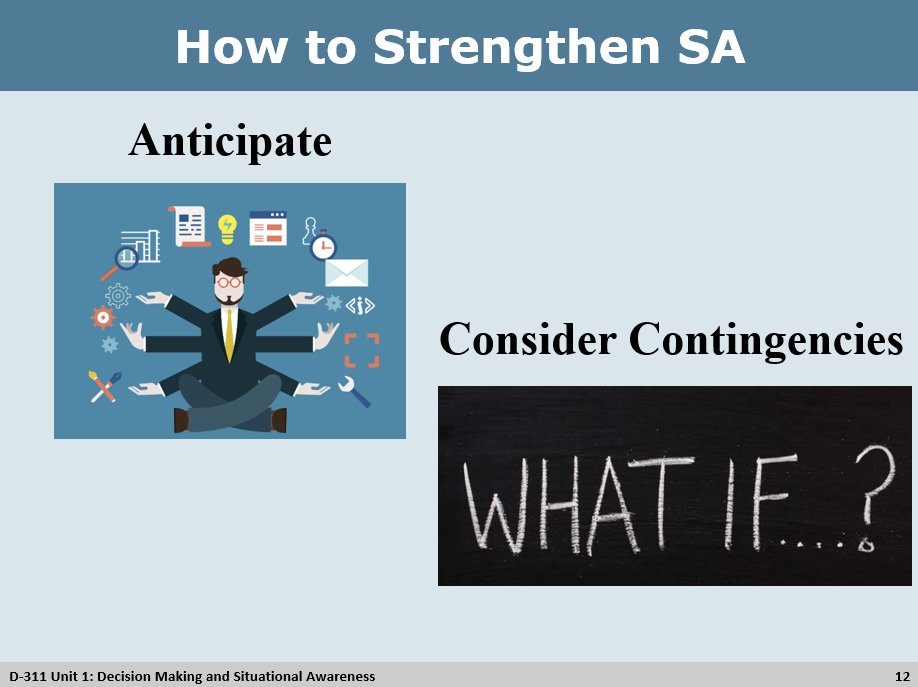 How to Strengthen SA
Anticipate
Consider Contingencies
WHAT IF....?
D-311 Unit 1: Decision Making and Situational Awareness
12